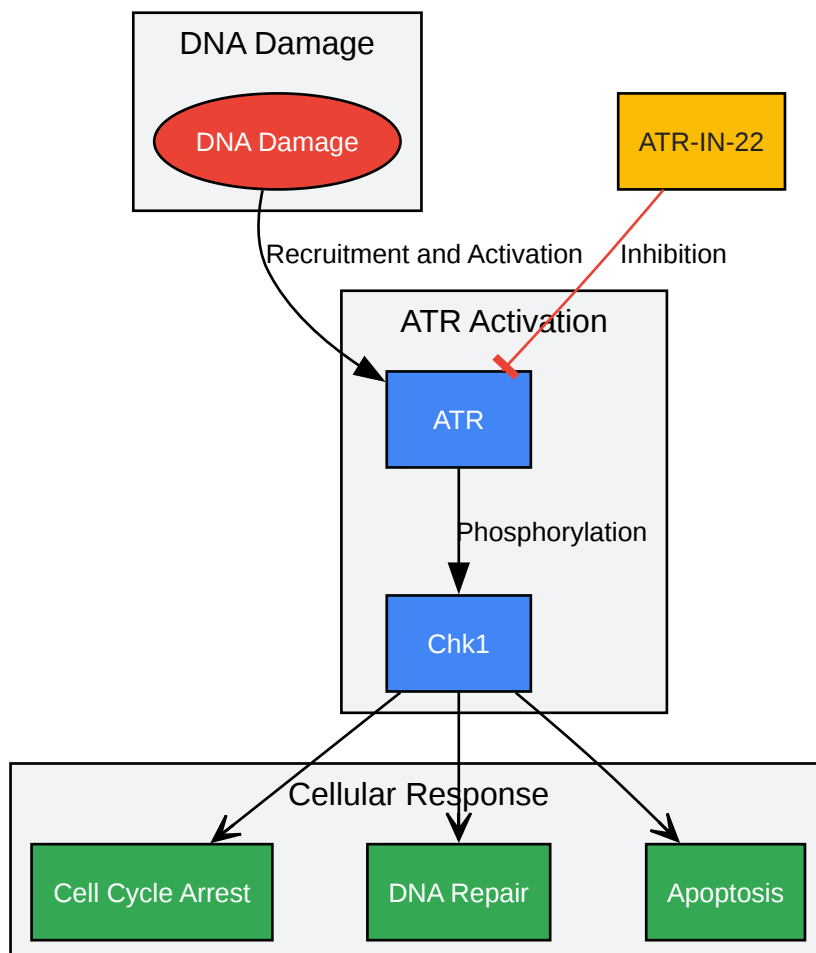 DNA Damage
DNA Damage
ATR-IN-22
Recruitment and Activation
Inhibition
ATR Activation
ATR
Phosphorylation
Chk1
Cellular Response
Cell Cycle Arrest
DNA Repair
Apoptosis